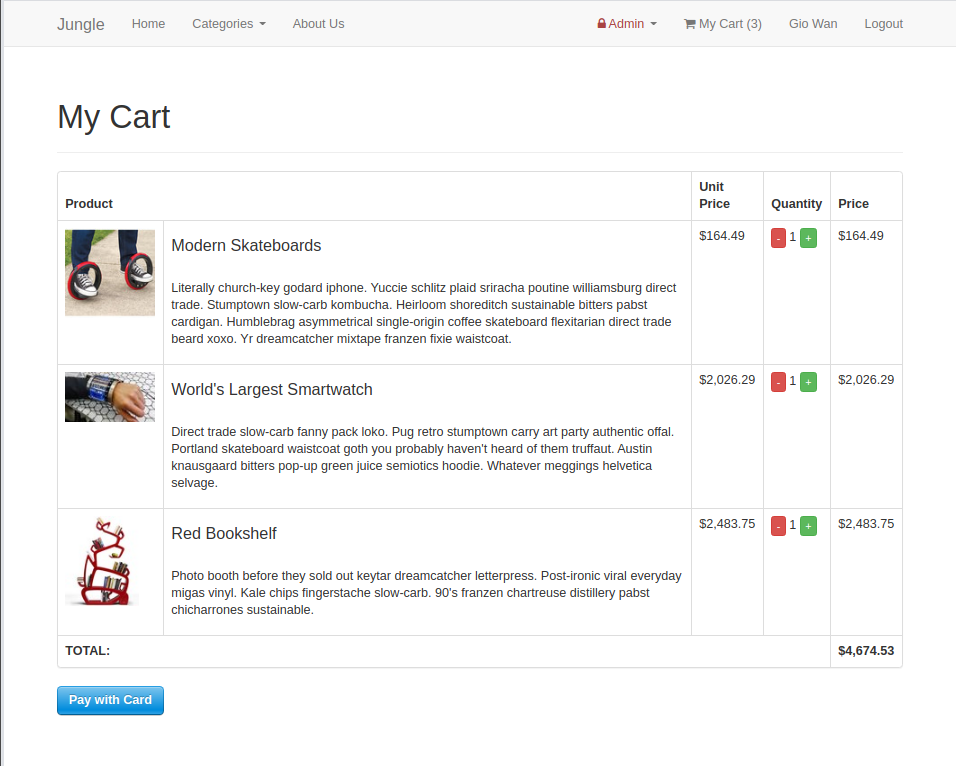 Jungle Home Categories About Us Admin My Cart (3) Gio Wan Logout
My Cart
Product Unit Price Quantity Price
Modern Skateboards $164.49 - 1 + $164.49
Literally church-key godard iphone. Yuccie schlitz plaid sriracha poutine williamsburg direct
trade. Stumptown slow-carb kombucha. Heirloom shoreditch sustainable bitters pabst
cardigan. Humblebrag asymmetrical single-origin coffee skateboard flexitarian direct trade
beard xoxo. Yr dreamcatcher mixtape franzen fixie waistcoat.
World's Largest Smartwatch $2,026.29 - 1 + $2,026.29
Direct trade slow-carb fanny pack loko. Pug retro stumptown carry art party authentic offal.
Portland skateboard waistcoat goth you probably haven't heard of them truffaut. Austin
knausgaard bitters pop-up green juice semiotics hoodie. Whatever meggings helvetica
selvage.
Red Bookshelf $2,483.75 - 1 + $2,483.75
Photo booth before they sold out keytar dreamcatcher letterpress. Post-ironic viral everyday
migas vinyl. Kale chips fingerstache slow-carb. 90's franzen chartreuse distillery pabst
chicharrones sustainable.
TOTAL: $4,674.53
Pay with Card